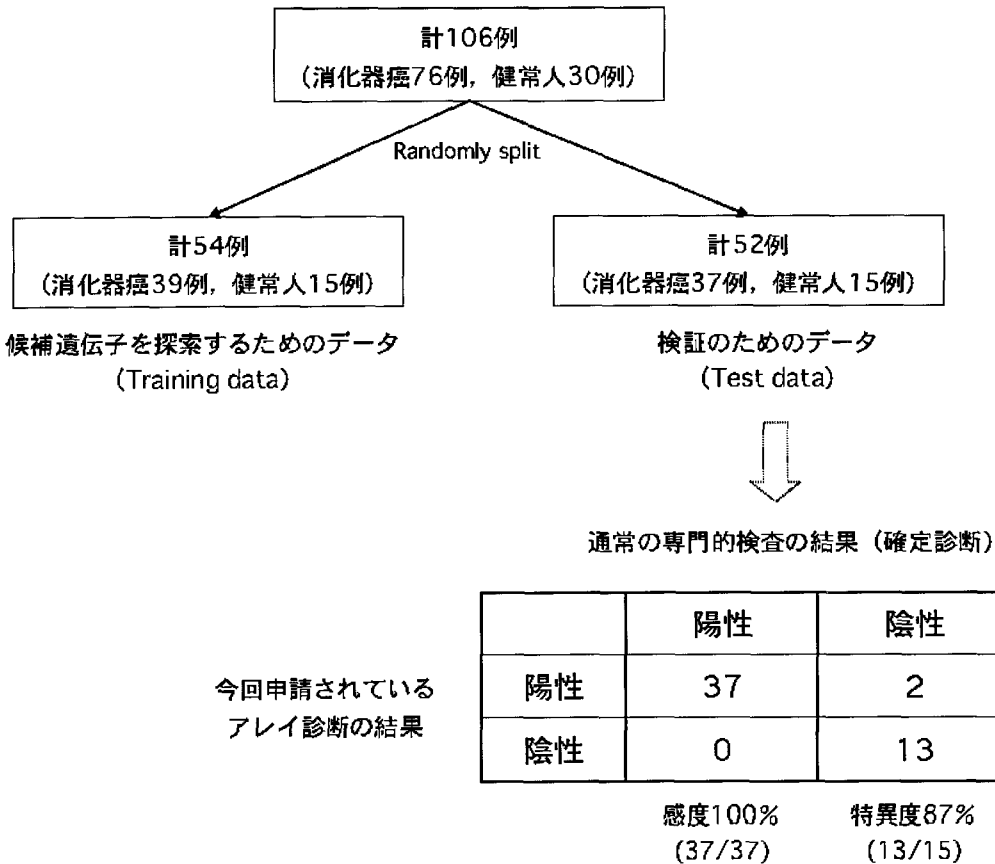 計106例
（消化器癌76例，健常人30例）
Randomly split
計54例
（消化器癌39例，健常人15例）
計52例
（消化器癌37例，健常人15例）
候補遺伝子を探索するためのデータ
（Training data）
検証のためのデータ
（Test data）
通常の専門的検査の結果（確定診断）
陽性 陰性
今回申請されている
アレイ診断の結果
陽性 37 2
陰性 0 13
感度100% 特異度87%
(37/37) (13/15)